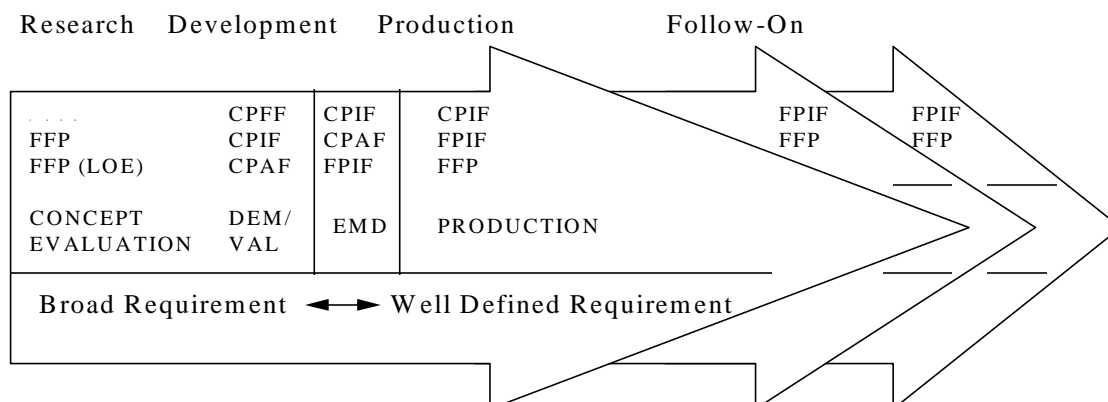 Research Development Production Follow-On
CPFF CPIF CPIF FPIF FPIF
FFP CPIF CPAF FPIF FFP FFP
FFP (LOE) CPAF FPIF FFP
CONCEPT EVALUATION
DEM/ VAL
EMD
PRODUCTION
Broad Requirement Well Defined Requirement